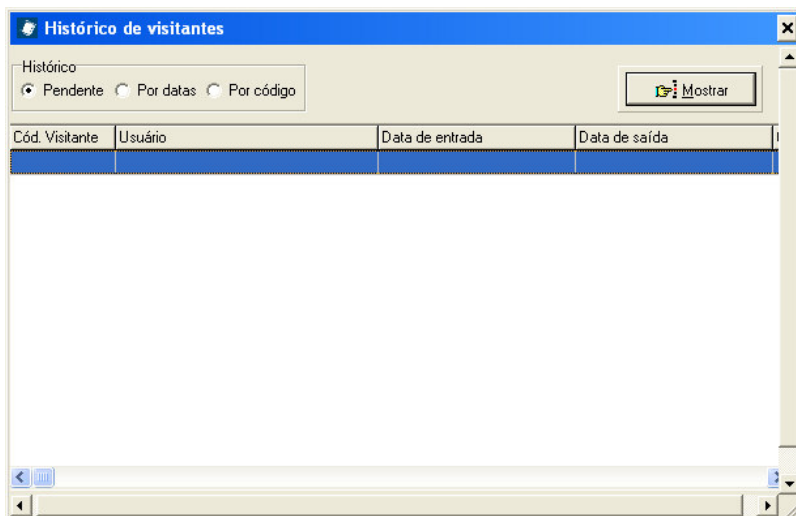 Histórico de visitantes
Histórico
Pendente Por datas Por código
Mostrar
Cód. Visitante Usuário Data de entrada Data de saída